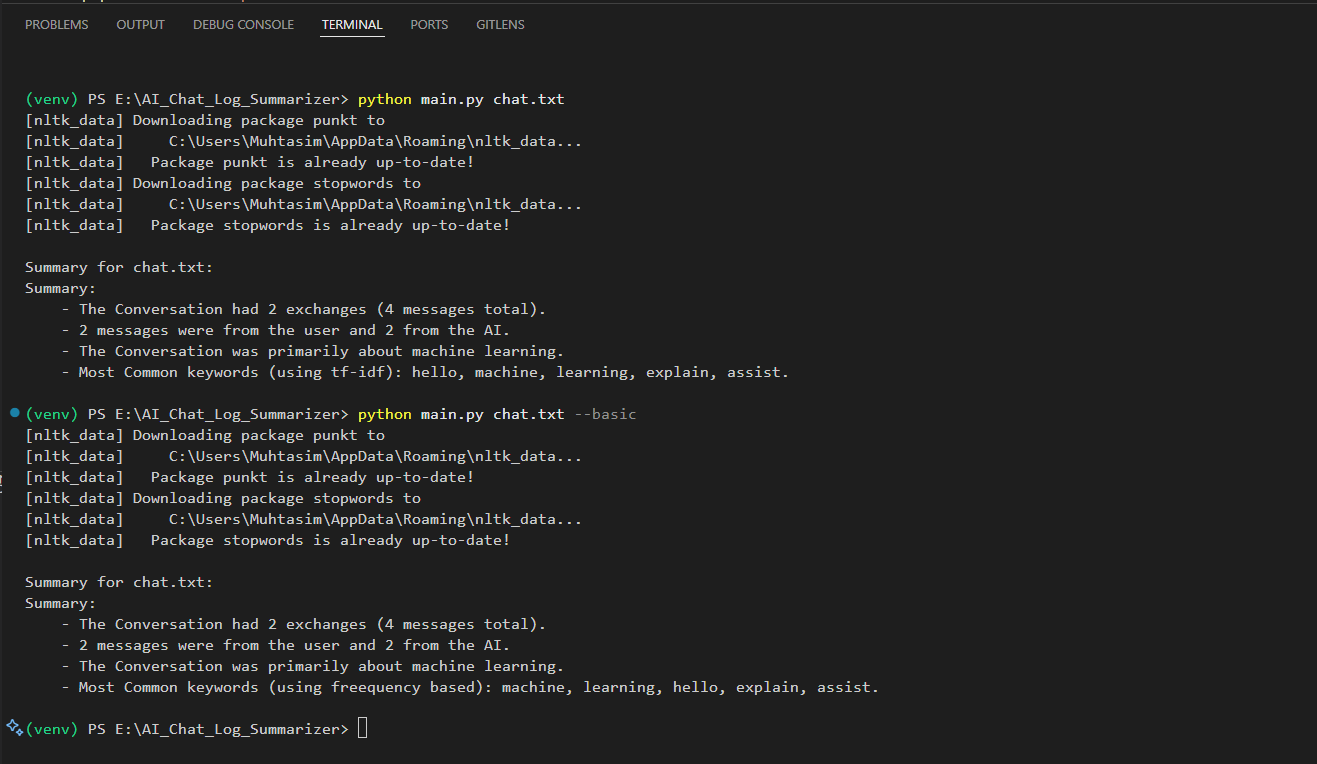 PROBLEMS OUTPUT DEBUG CONSOLE TERMINAL PORTS GITLENS
(venv) PS E:\AI_Chat_Log_Summarizer> python main.py chat.txt
[nltk_data] Downloading package punkt to
[nltk_data]     C:\Users\Muhtasim\AppData\Roaming\nltk_data...
[nltk_data]   Package punkt is already up-to-date!
[nltk_data] Downloading package stopwords to
[nltk_data]     C:\Users\Muhtasim\AppData\Roaming\nltk_data...
[nltk_data]   Package stopwords is already up-to-date!
Summary for chat.txt:
Summary:
    - The Conversation had 2 exchanges (4 messages total).
    - 2 messages were from the user and 2 from the AI.
    - The Conversation was primarily about machine learning.
    - Most Common keywords (using tf-idf): hello, machine, learning, explain, assist.
(venv) PS E:\AI_Chat_Log_Summarizer> python main.py chat.txt --basic
[nltk_data] Downloading package punkt to
[nltk_data]     C:\Users\Muhtasim\AppData\Roaming\nltk_data...
[nltk_data]   Package punkt is already up-to-date!
[nltk_data] Downloading package stopwords to
[nltk_data]     C:\Users\Muhtasim\AppData\Roaming\nltk_data...
[nltk_data]   Package stopwords is already up-to-date!
Summary for chat.txt:
Summary:
    - The Conversation had 2 exchanges (4 messages total).
    - 2 messages were from the user and 2 from the AI.
    - The Conversation was primarily about machine learning.
    - Most Common keywords (using freequency based): machine, learning, hello, explain, assist.
(venv) PS E:\AI_Chat_Log_Summarizer>